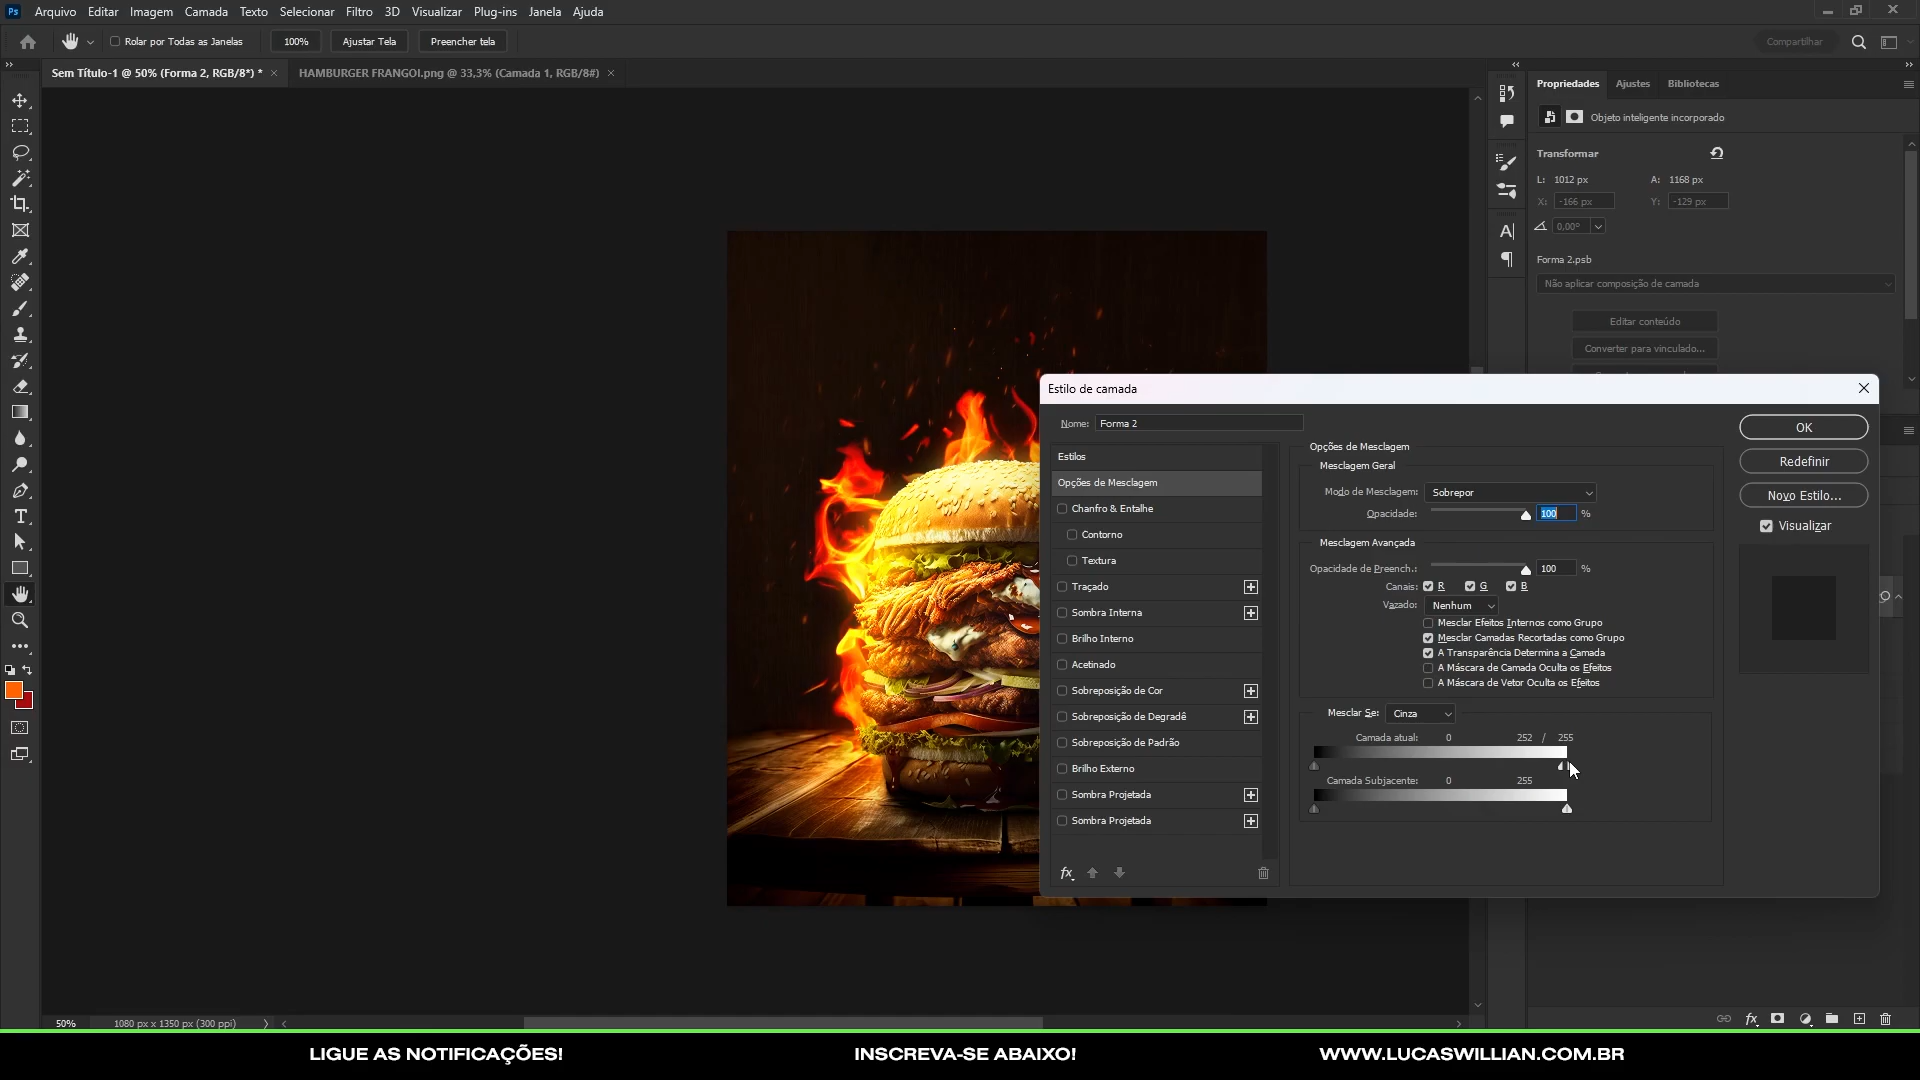 Ps Arquivo Editar Imagem Camada Texto Selecionar Filtro 3D Visualizar Plug-ins Janela Ajuda
Rolar por Todas as Janelas 100% Ajustar Tela Preencher tela Compartilhar
Sem Título-1 @ 50% (Forma 2, RGB/8*) * × HAMBURGER FRANGOI.png @ 33,3% (Camada 1, RGB/8#) ×
Propriedades Ajustes Bibliotecas
Objeto inteligente incorporado
Transformar
L: 1012 px A: 1168 px
X: -166 px Y: -129 px
0,00º
Forma 2.psb
Não aplicar composição de camada
Editar conteúdo
Converter para vinculado...
Estilo de camada
Nome: Forma 2
Estilos
Opções de Mesclagem
Chanfro & Entalhe
Contorno
Textura
Traçado
Sombra Interna
Brilho Interno
Acetinado
Sobreposição de Cor
Sobreposição de Degradê
Sobreposição de Padrão
Brilho Externo
Sombra Projetada
Sombra Projetada
fx
Opções de Mesclagem
Mesclagem Geral
Modo de Mesclagem: Sobrepor
Opacidade: 100 %
Mesclagem Avançada
Opacidade de Preench.: 100 %
Canais: R G B
Vazado: Nenhum
Mesclar Efeitos Internos como Grupo
Mesclar Camadas Recortadas como Grupo
A Transparência Determina a Camada
A Máscara de Camada Oculta os Efeitos
A Máscara de Vetor Oculta os Efeitos
Mesclar Se: Cinza
Camada atual: 0 252 / 255
Camada Subjacente: 0 255
OK
Redefinir
Novo Estilo...
Visualizar
50% 1080 px x 1350 px (300 ppi)
fx
LIGUE AS NOTIFICAÇÕES! INSCREVA-SE ABAIXO! WWW.LUCASWILLIAN.COM.BR